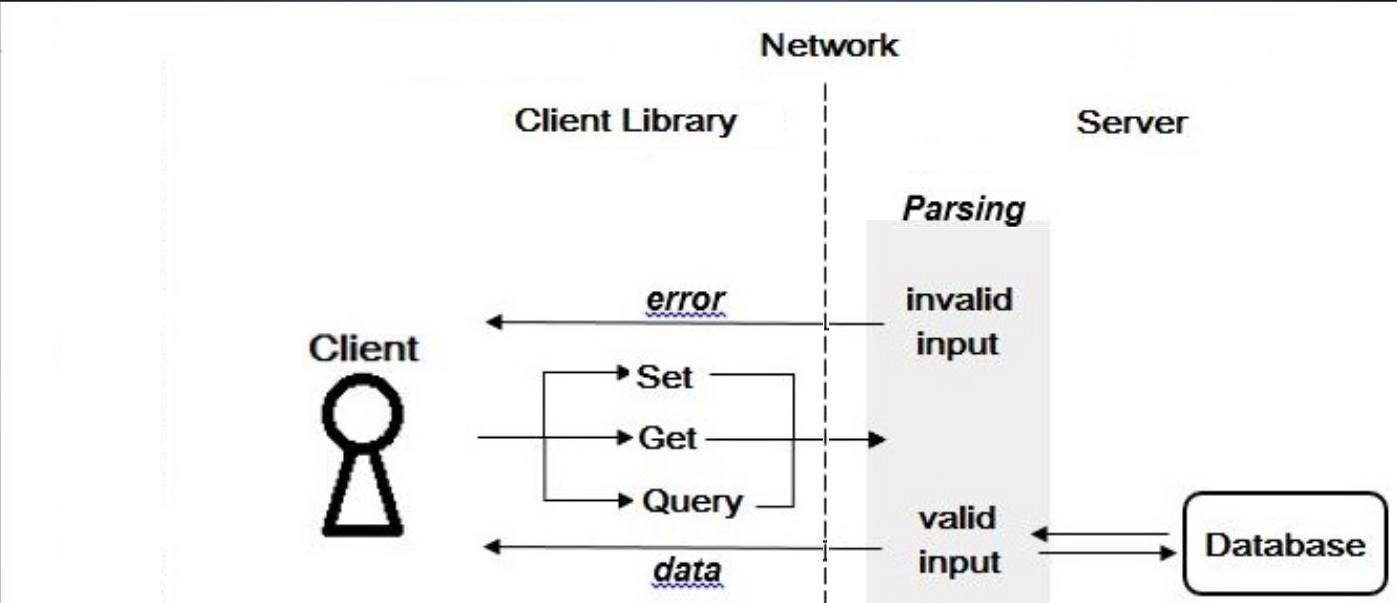 Network
Client Library
Server
Parsing
error
invalid
input
Client
Set
Get
Query
valid
input
Database
data